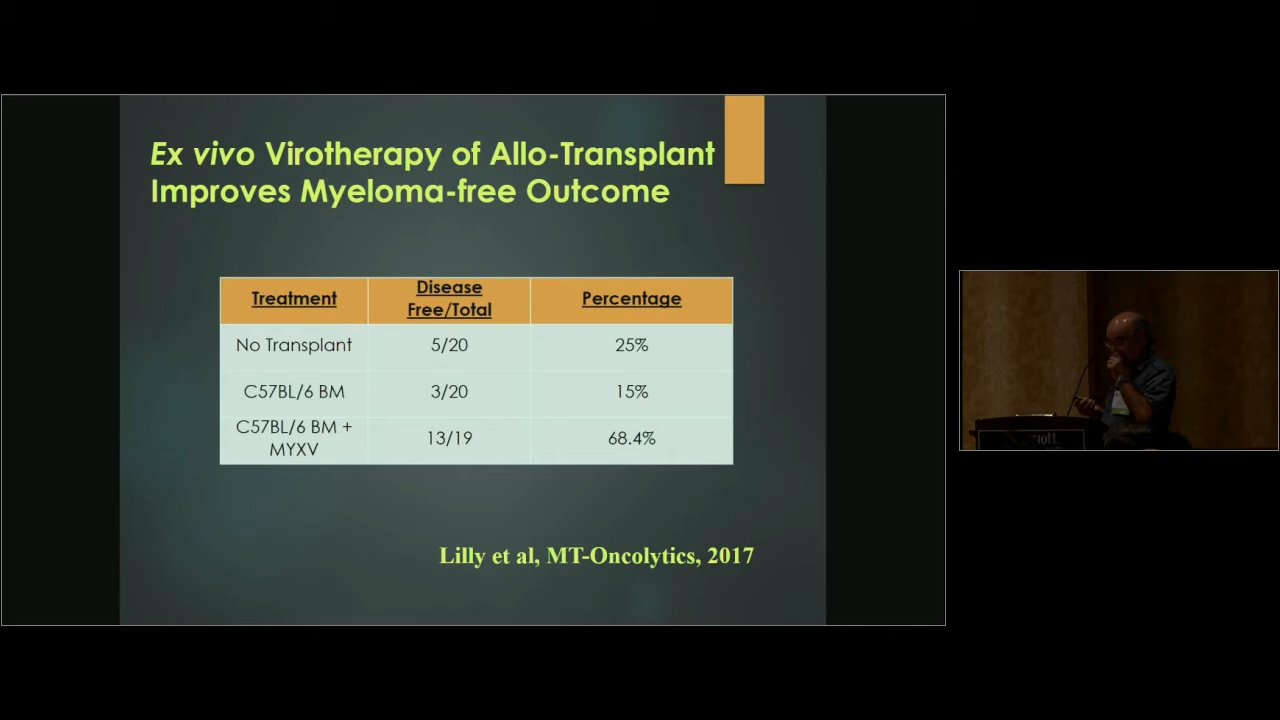 Ex vivo Virotherapy of Allo-Transplant
Improves Myeloma-free Outcome
Treatment
Disease
Free/Total
Percentage
No Transplant
5/20
25%
C57BL/6 BM
3/20
15%
C57BL/6 BM +
MYXV
13/19
68.4%
Lilly et al, MT-Oncolytics, 2017